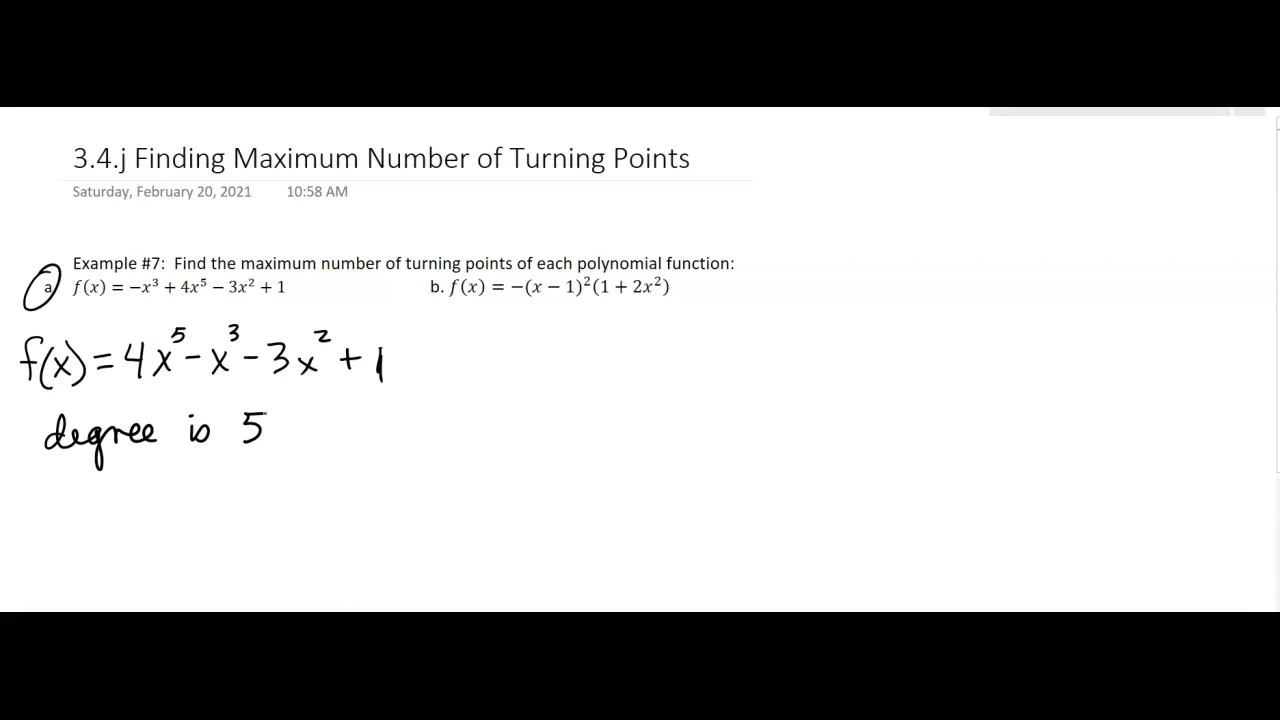 3.4.j Finding Maximum Number of Turning Points
Saturday, February 20, 2021 10:58 AM
Example #7: Find the maximum number of turning points of each polynomial function:
a f(x) = −x³ + 4x⁵ − 3x² + 1 b. f(x) = −(x − 1)²(1 + 2x²)
f(x) = 4x⁵ − x³ − 3x² + 1
degree is 5